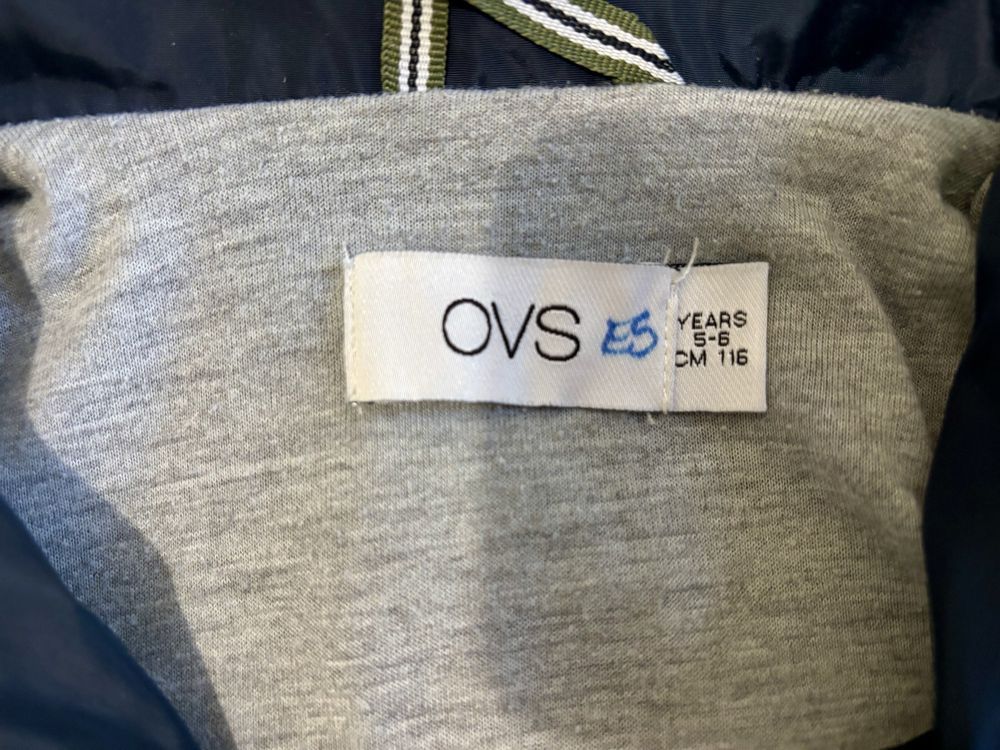 OVS ES
YEARS
5-6
CM 116